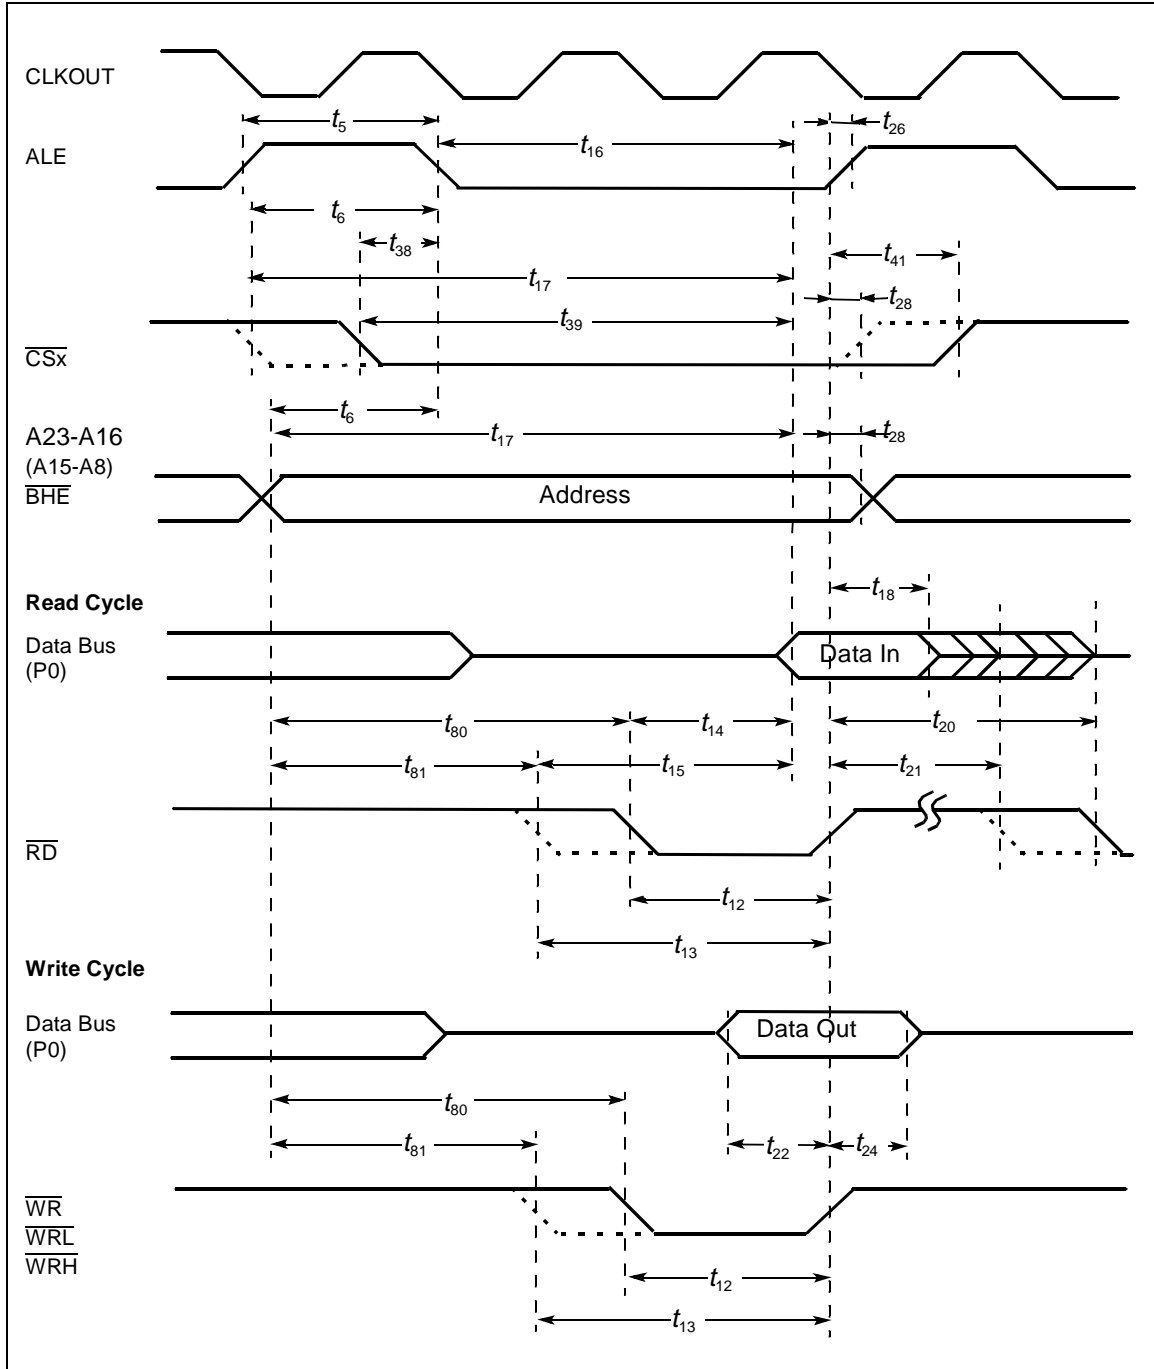 CLKOUT
t5
t26
ALE
t16
t6
t38
t41
t17
t28
t39
CSx
t6
A23-A16
t17
t28
(A15-A8)
BHE
Address
t18
Read Cycle
Data Bus
(P0)
Data In
t80
t14
t20
t81
t15
t21
RD
t12
t13
Write Cycle
Data Bus
(P0)
Data Out
t80
t81
t22
t24
WR
WRL
WRH
t12
t13